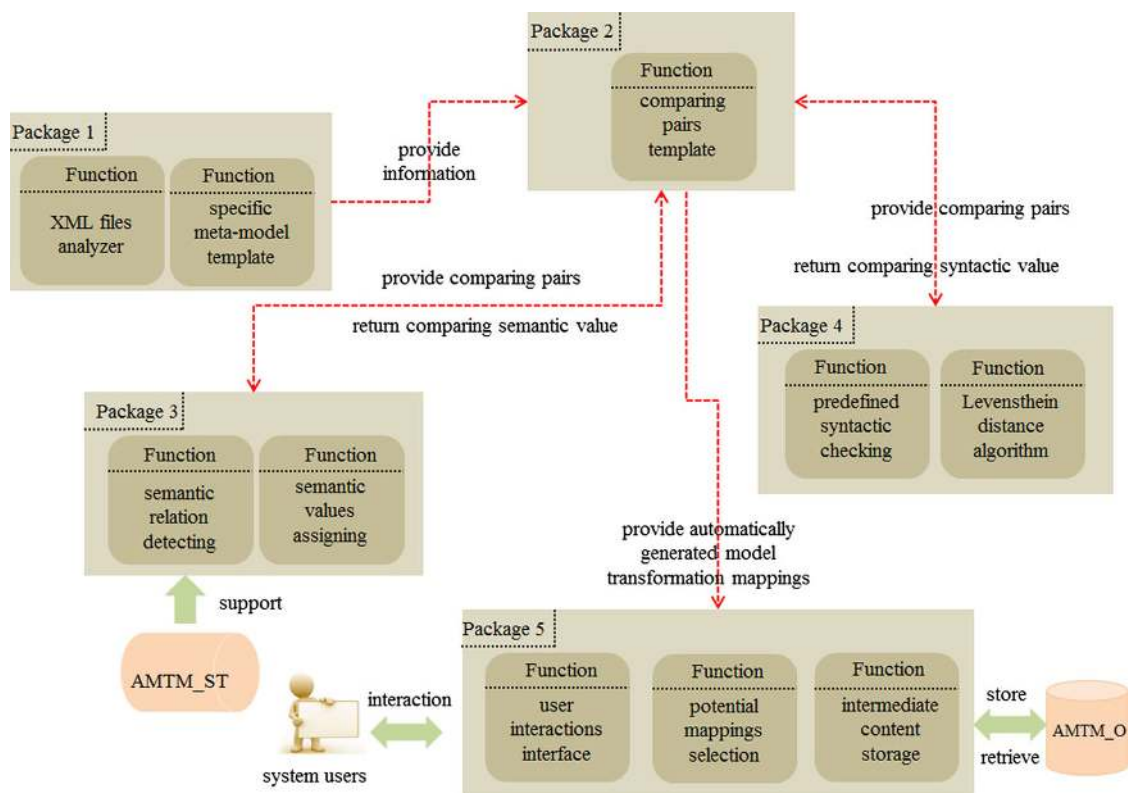 Package 2
Function
comparing
pairs
template
Package 1
Function
XML files
analyzer
Function
specific
meta-model
template
provide
information
provide comparing pairs
return comparing syntactic value
provide comparing pairs
return comparing semantic value
Package 4
Function
predefined
syntactic
checking
Function
Levensthein
distance
algorithm
Package 3
Function
semantic
relation
detecting
Function
semantic
values
assigning
provide automatically
generated model
transformation mappings
support
AMTM_ST
Package 5
Function
user
interactions
interface
Function
potential
mappings
selection
Function
intermediate
content
storage
interaction
system users
store
retrieve
AMTM_O